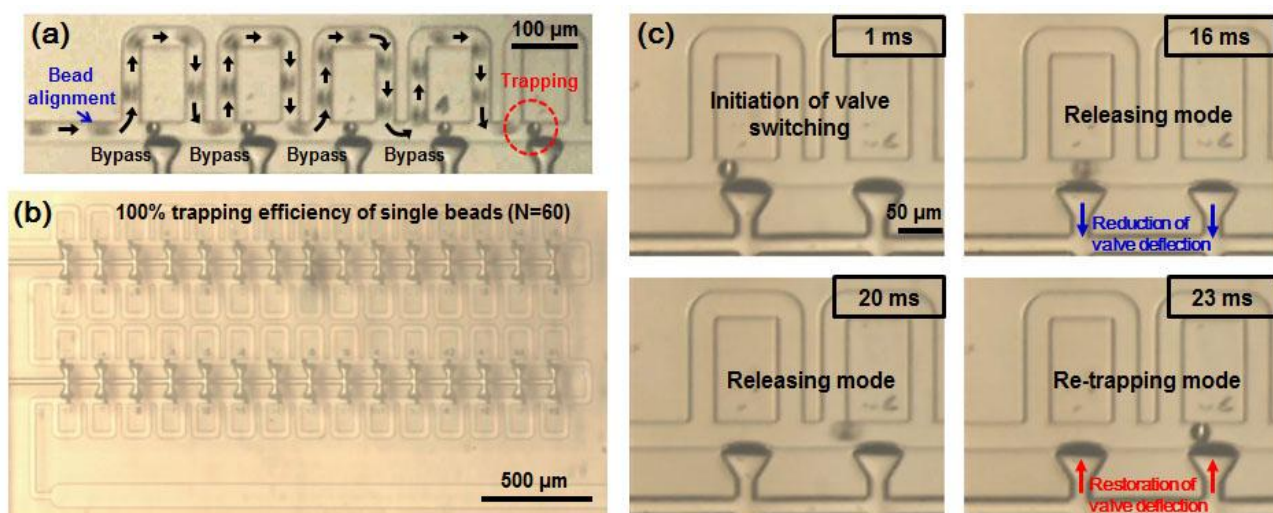 (a)
100 µm
Bead
alignment
Trapping
Bypass
Bypass
Bypass
Bypass
(b)
100% trapping efficiency of single beads (N=60)
500 µm
(c)
1 ms
Initiation of valve
switching
50 µm
16 ms
Releasing mode
Reduction of
valve deflection
20 ms
Releasing mode
23 ms
Re-trapping mode
Restoration of
valve deflection